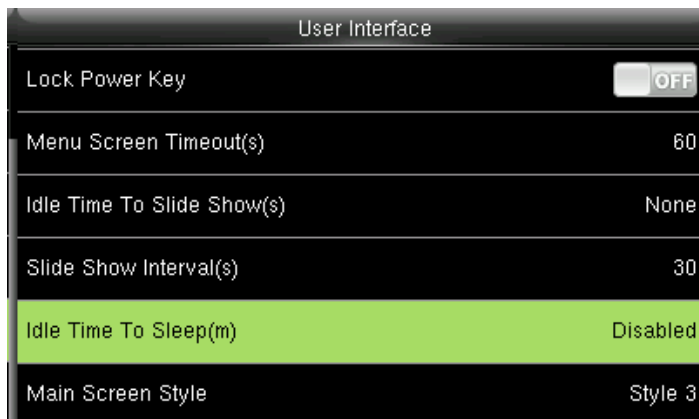 User Interface
Lock Power Key OFF
Menu Screen Timeout(s) 60
Idle Time To Slide Show(s) None
Slide Show Interval(s) 30
Idle Time To Sleep(m) Disabled
Main Screen Style Style 3